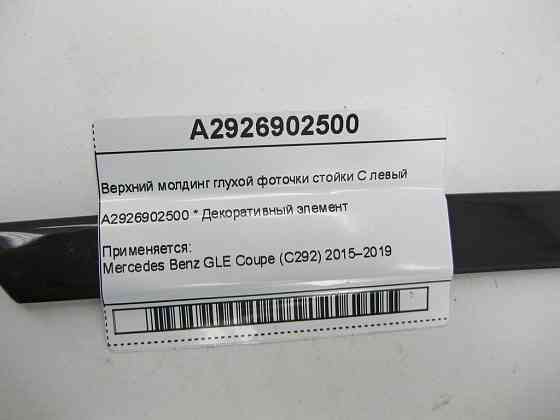 A2926902500
Верхний молдинг глухой фоточки стойки С левый
A2926902500 * Декоративный элемент
Применяется:
Mercedes Benz GLE Coupe (C292) 2015–2019